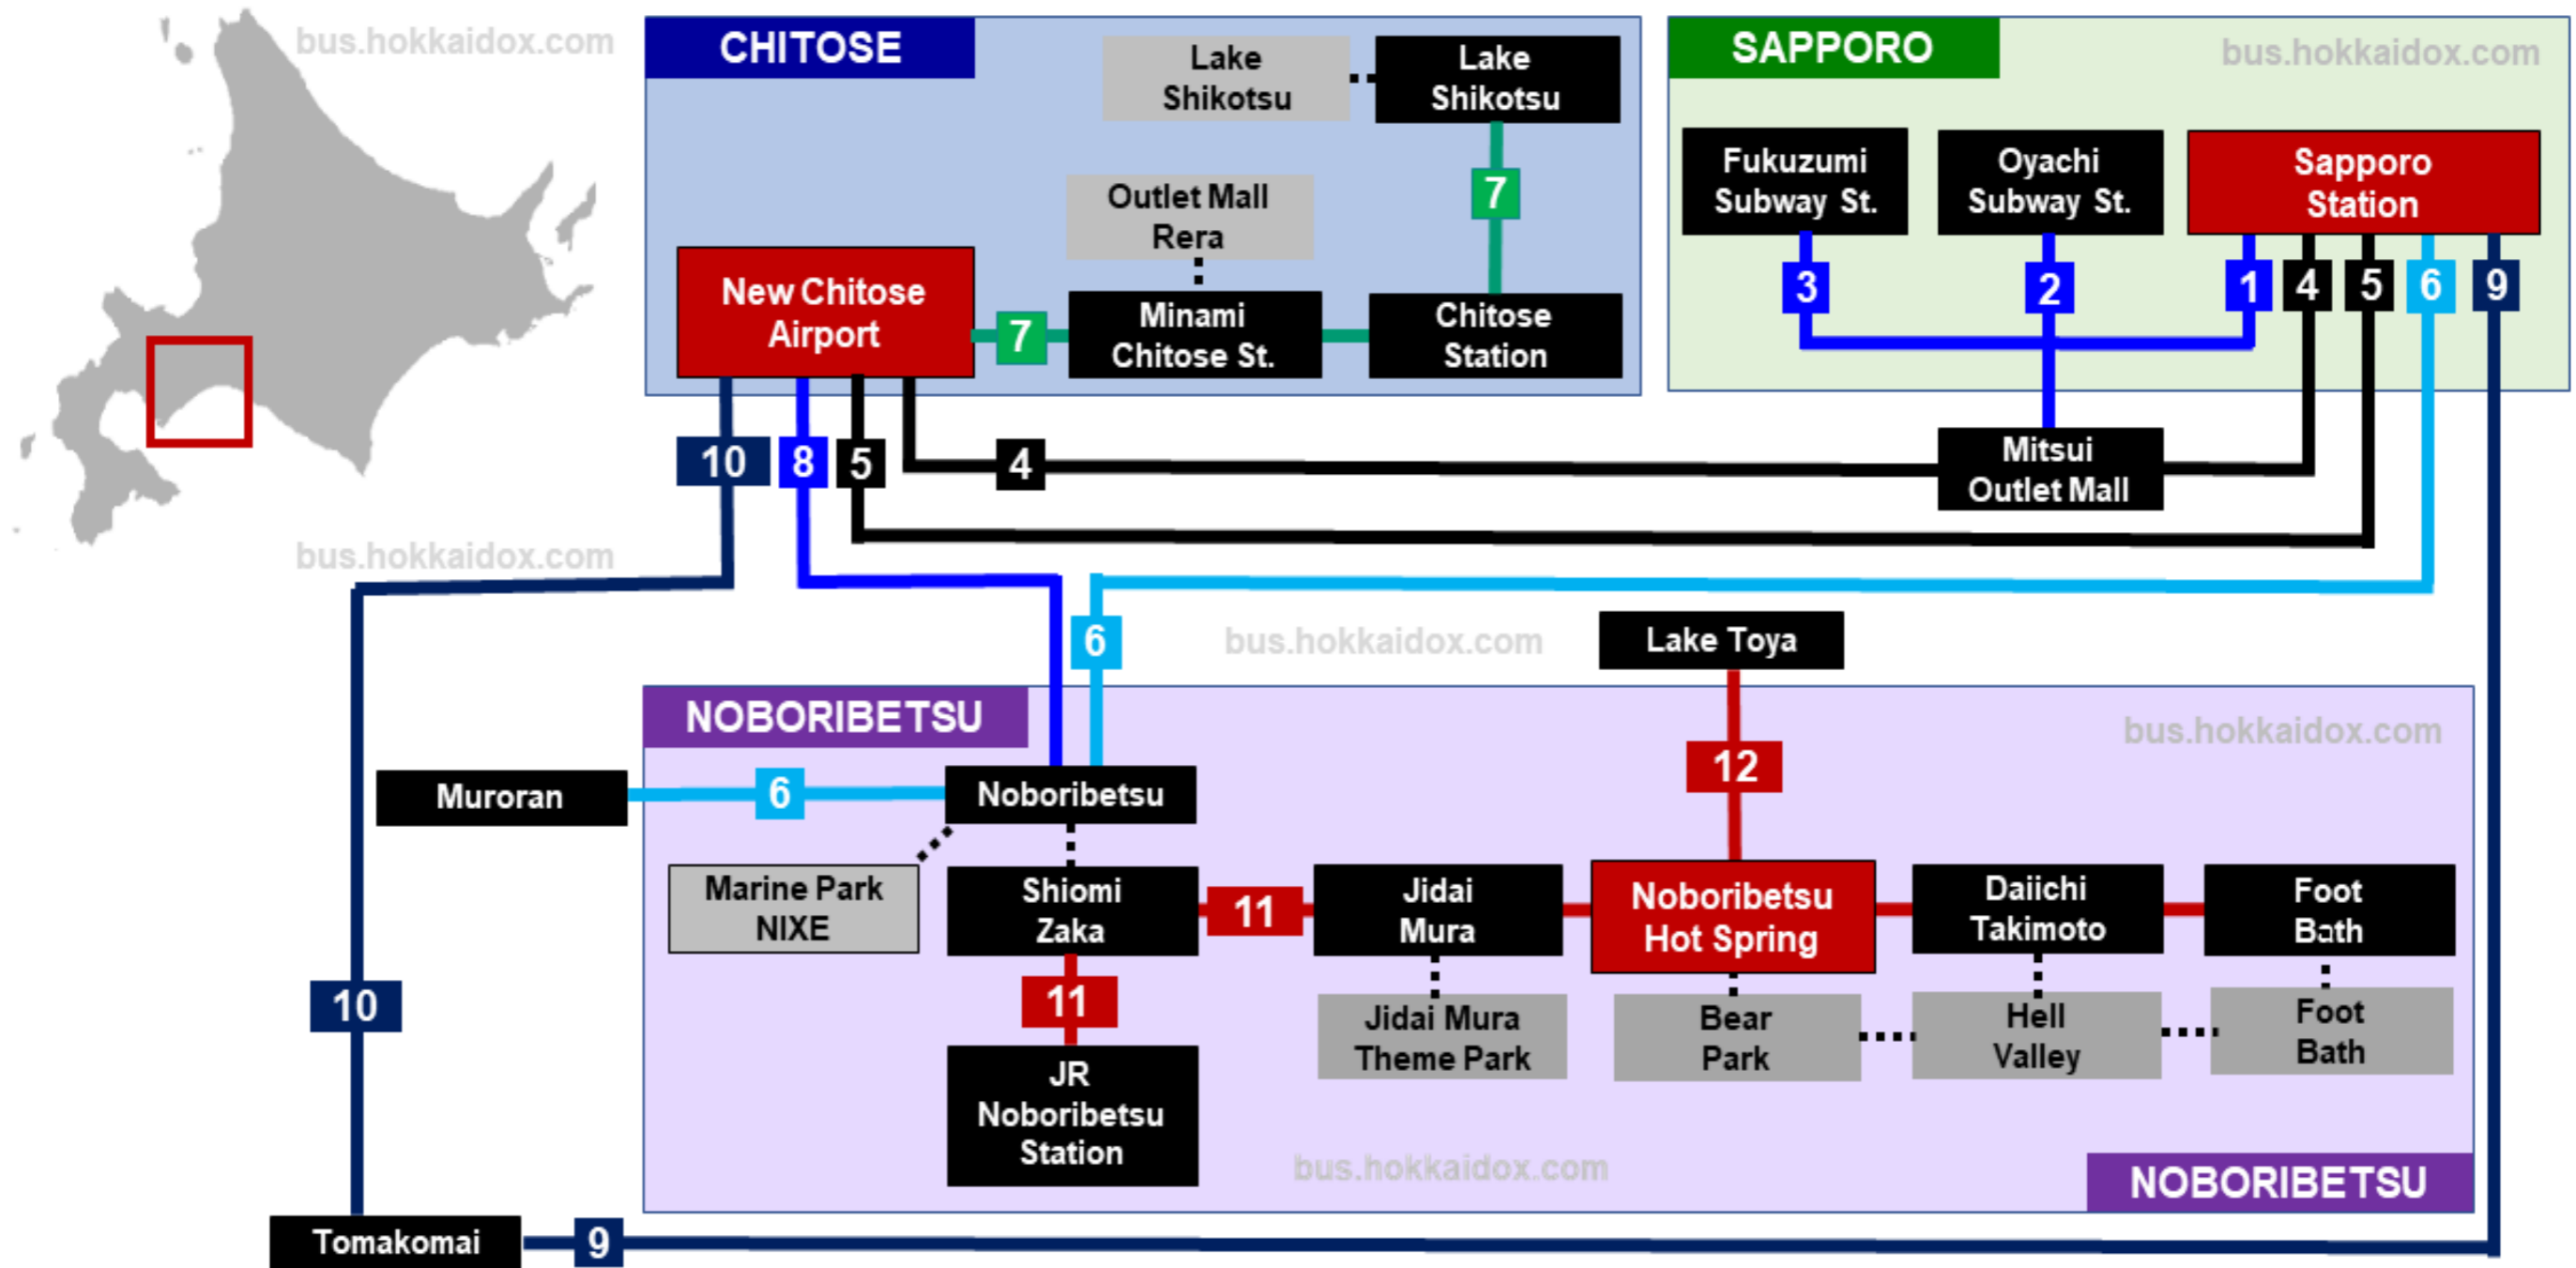 bus.hokkaidox.com
CHITOSE
Lake
Shikotsu
Lake
Shikotsu
7
Outlet Mall
Rera
New Chitose
Airport
7
Minami
Chitose St.
Chitose
Station
SAPPORO
bus.hokkaidox.com
Fukuzumi
Subway St.
Oyachi
Subway St.
Sapporo
Station
3
2
1
4
5
6
9
10
8
5
4
Mitsui
Outlet Mall
bus.hokkaidox.com
6
bus.hokkaidox.com
Lake Toya
NOBORIBETSU
bus.hokkaidox.com
12
Muroran
6
Noboribetsu
Marine Park
NIXE
Shiomi
Zaka
11
Jidai
Mura
Noboribetsu
Hot Spring
Daiichi
Takimoto
Foot
Bath
10
11
Jidai Mura
Theme Park
Bear
Park
Hell
Valley
Foot
Bath
JR
Noboribetsu
Station
bus.hokkaidox.com
NOBORIBETSU
Tomakomai
9